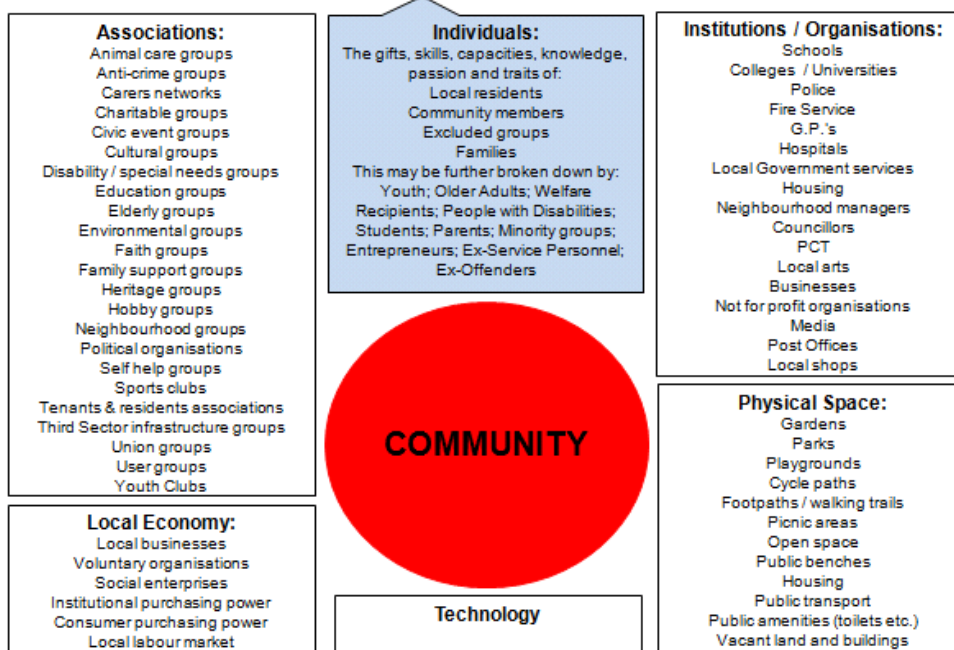 Associations:
Animal care groups
Anti-crime groups
Carers networks
Charitable groups
Civic event groups
Cultural groups
Disability / special needs groups
Education groups
Elderly groups
Environmental groups
Faith groups
Family support groups
Heritage groups
Hobby groups
Neighbourhood groups
Political organisations
Self help groups
Sports clubs
Tenants & residents associations
Third Sector infrastructure groups
Union groups
User groups
Youth Clubs
Individuals:
The gifts, skills, capacities, knowledge,
passion and traits of:
Local residents
Community members
Excluded groups
Families
This may be further broken down by:
Youth; Older Adults; Welfare
Recipients; People with Disabilities;
Students; Parents; Minority groups;
Entrepreneurs; Ex-Service Personnel;
Ex-Offenders
Institutions / Organisations:
Schools
Colleges / Universities
Police
Fire Service
G.P.'s
Hospitals
Local Government services
Housing
Neighbourhood managers
Councillors
PCT
Local arts
Businesses
Not for profit organisations
Media
Post Offices
Local shops
COMMUNITY
Physical Space:
Gardens
Parks
Playgrounds
Cycle paths
Footpaths / walking trails
Picnic areas
Open space
Public benches
Housing
Public transport
Public amenities (toilets etc.)
Vacant land and buildings
Local Economy:
Local businesses
Voluntary organisations
Social enterprises
Institutional purchasing power
Consumer purchasing power
Local labour market
Technology